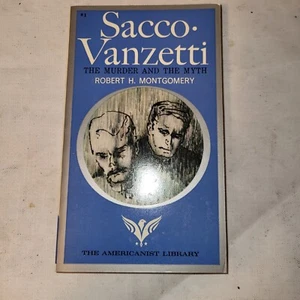 Sacco·
Vanzetti
THE MURDER AND THE MYTH
ROBERT H. MONTGOMERY
THE AMERICANIST LIBRARY